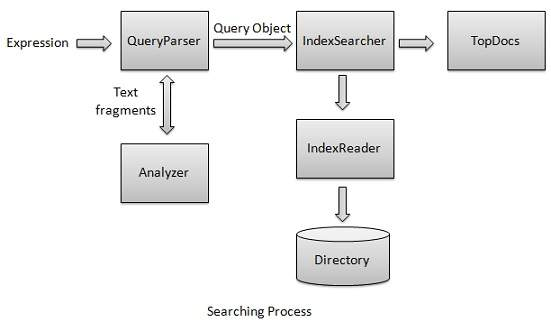 Expression
QueryParser
Query Object
IndexSearcher
TopDocs
Text
fragments
Analyzer
IndexReader
Directory
Searching Process